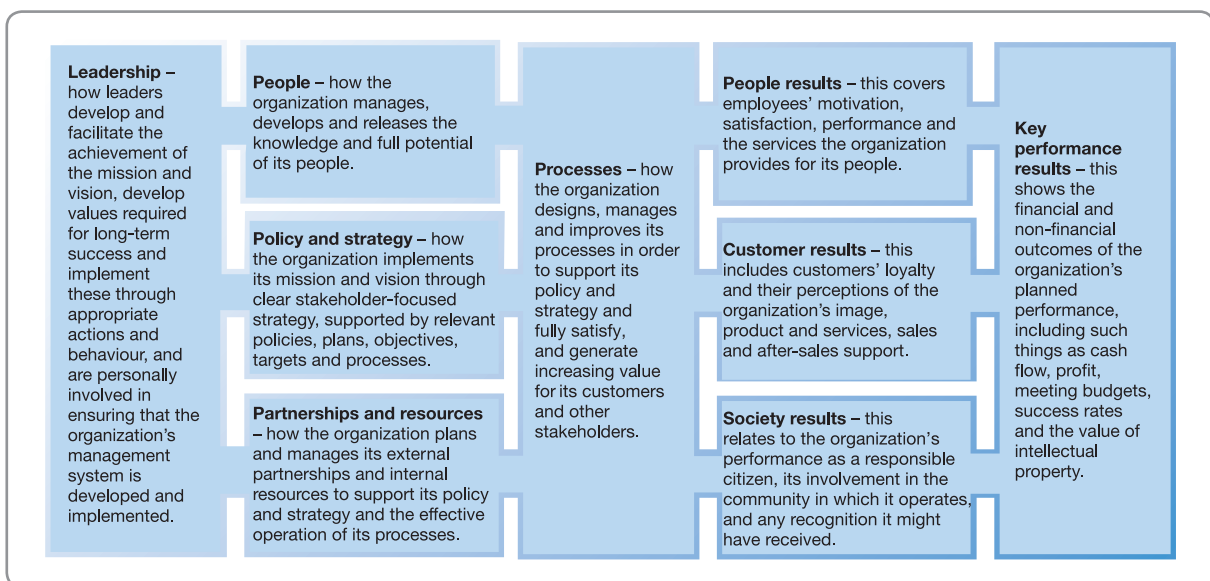 Leadership –
how leaders
develop and
facilitate the
achievement of
the mission and
vision, develop
values required
for long-term
success and
implement
these through
appropriate
actions and
behaviour, and
are personally
involved in
ensuring that the
organization’s
management
system is
developed and
implemented.
People – how the
organization manages,
develops and releases the
knowledge and full potential
of its people.
Policy and strategy – how
the organization implements
its mission and vision through
clear stakeholder-focused
strategy, supported by relevant
policies, plans, objectives,
targets and processes.
Partnerships and resources
– how the organization plans
and manages its external
partnerships and internal
resources to support its policy
and strategy and the effective
operation of its processes.
Processes – how
the organization
designs, manages
and improves its
processes in order
to support its
policy and
strategy and
fully satisfy,
and generate
increasing value
for its customers
and other
stakeholders.
People results – this covers
employees’ motivation,
satisfaction, performance and
the services the organization
provides for its people.
Customer results – this
includes customers’ loyalty
and their perceptions of the
organization’s image,
product and services, sales
and after-sales support.
Society results – this
relates to the organization’s
performance as a responsible
citizen, its involvement in the
community in which it operates,
and any recognition it might
have received.
Key
performance
results – this
shows the
financial and
non-financial
outcomes of the
organization’s
planned
performance,
including such
things as cash
flow, profit,
meeting budgets,
success rates
and the value of
intellectual
property.